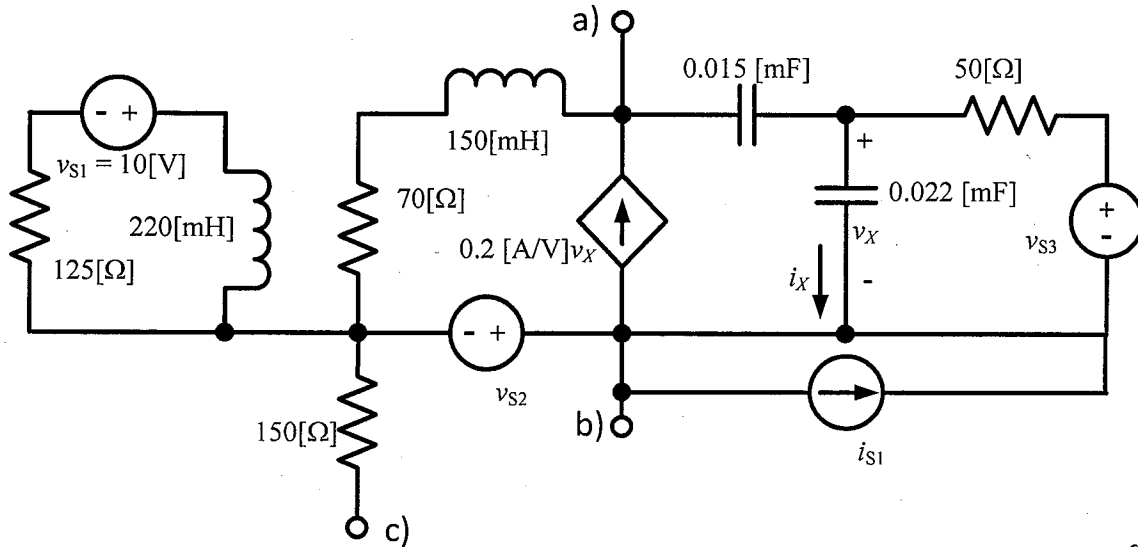 a)
0.015 [mF]
50[Ω]
- +
vS1 = 10[V]
150[mH]
+
70[Ω]
0.022 [mF]
220[mH]
+
-
vS3
0.2 [A/V]vX
vX
125[Ω]
iX
-
- +
vS2
150[Ω]
b)
iS1
c)